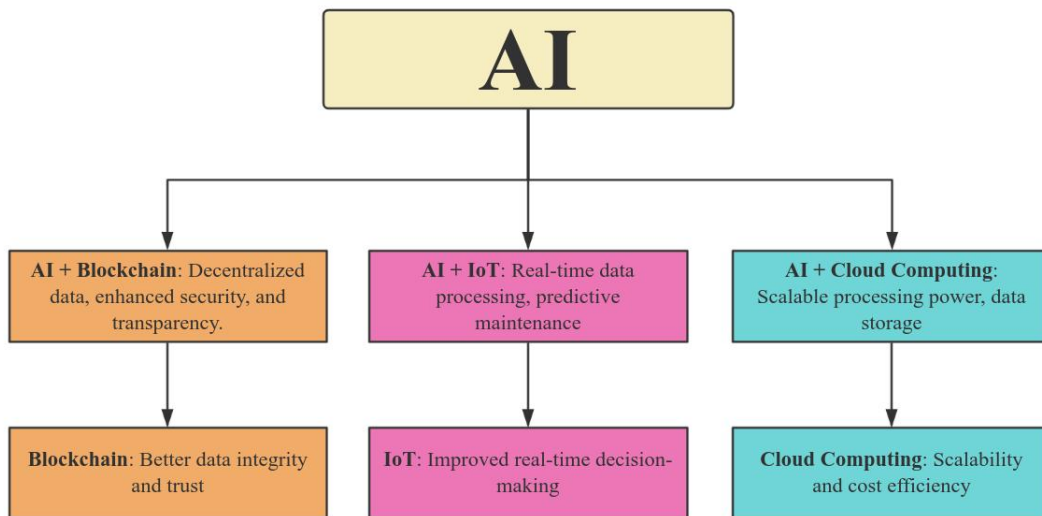 AI
AI + Blockchain: Decentralized
data, enhanced security, and
transparency.
AI + IoT: Real-time data
processing, predictive
maintenance
AI + Cloud Computing:
Scalable processing power, data
storage
Blockchain: Better data integrity
and trust
IoT: Improved real-time decision-
making
Cloud Computing: Scalability
and cost efficiency